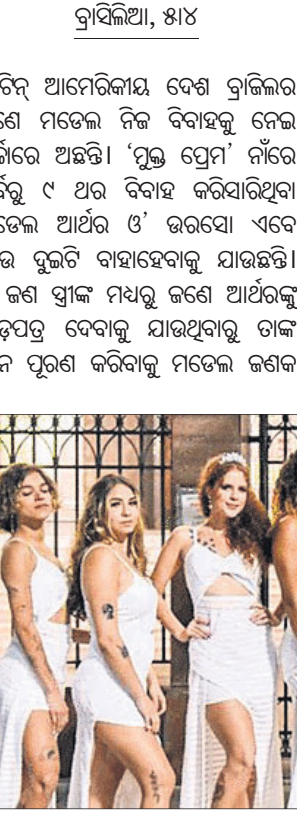 ବ୍ରାସିଲିଆ, ୫।୪
ଟିନ୍ ଆମେରିକୀୟ ଦେଶ ବ୍ରାଜିଲର
ଣେ ମଡେଲ ନିଜ ବିବାହକୁ ନେଇ
ର୍ଚ୍ଚାରେ ଅଛନ୍ତି। ‘ମୁକ୍ତ ପ୍ରେମ’ ନାଁରେ
ର୍ବରୁ ୯ ଥର ବିବାହ କରିସାରିଥିବା
ଡେଲ ଆର୍ଥର ଓ’ ଉରସୋ ଏବେ
ଉ ଦୁଇଟି ବାହାହେବାକୁ ଯାଉଛନ୍ତି।
ଜଣ ସ୍ତ୍ରୀଙ୍କ ମଧ୍ୟରୁ ଜଣେ ଆର୍ଥରଙ୍କୁ
ଡ଼ପତ୍ର ଦେବାକୁ ଯାଉଥିବାରୁ ତାଙ୍କ
ନ ପୂରଣ କରିବାକୁ ମଡେଲ ଜଣକ